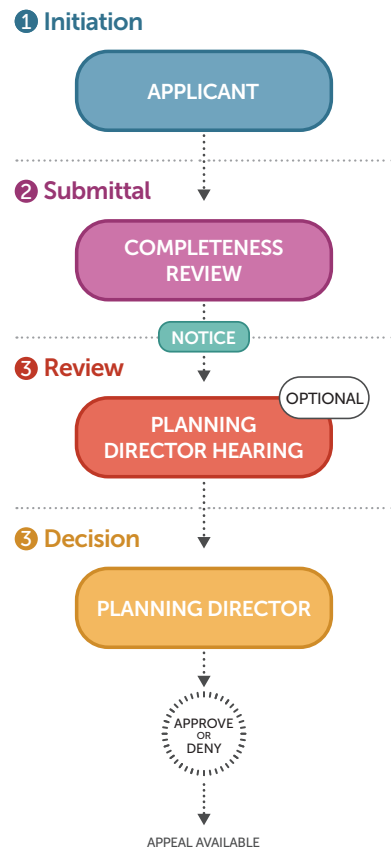 1 Initiation
APPLICANT
2 Submittal
COMPLETENESS
REVIEW
NOTICE
3 Review
OPTIONAL
PLANNING
DIRECTOR HEARING
3 Decision
PLANNING DIRECTOR
APPROVE
OR
DENY
APPEAL AVAILABLE